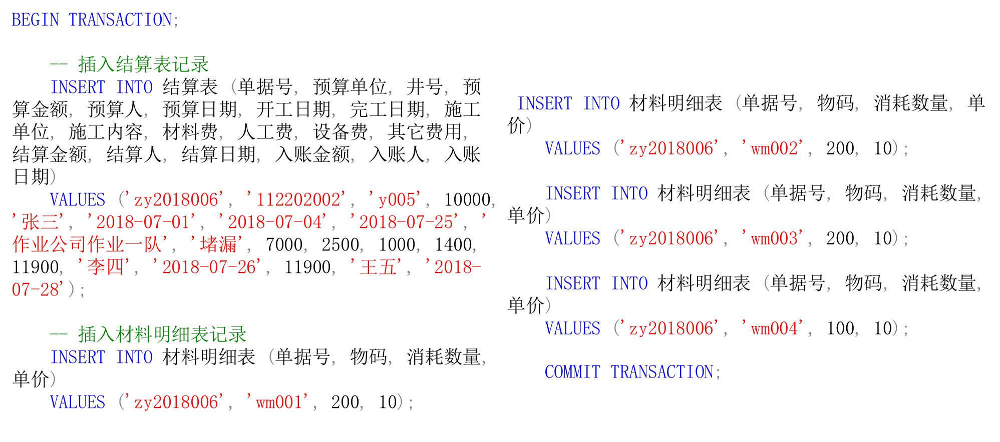 BEGIN TRANSACTION;
-- 插入结算表记录
INSERT INTO 结算表 (单据号, 预算单位, 井号, 预
算金额, 预算人, 预算日期, 开工日期, 完工日期, 施工
单位, 施工内容, 材料费, 人工费, 设备费, 其它费用,
结算金额, 结算人, 结算日期, 入账金额, 入账人, 入账
日期)
VALUES ('zy2018006', '112202002', 'y005', 10000,
'张三', '2018-07-01', '2018-07-04', '2018-07-25', '
作业公司作业一队', '堵漏', 7000, 2500, 1000, 1400,
11900, '李四', '2018-07-26', 11900, '王五', '2018-
07-28');
-- 插入材料明细表记录
INSERT INTO 材料明细表 (单据号, 物码, 消耗数量,
单价)
VALUES ('zy2018006', 'wm001', 200, 10);
INSERT INTO 材料明细表 (单据号, 物码, 消耗数量, 单
价)
VALUES ('zy2018006', 'wm002', 200, 10);
INSERT INTO 材料明细表 (单据号, 物码, 消耗数量,
单价)
VALUES ('zy2018006', 'wm003', 200, 10);
INSERT INTO 材料明细表 (单据号, 物码, 消耗数量,
单价)
VALUES ('zy2018006', 'wm004', 100, 10);
COMMIT TRANSACTION;